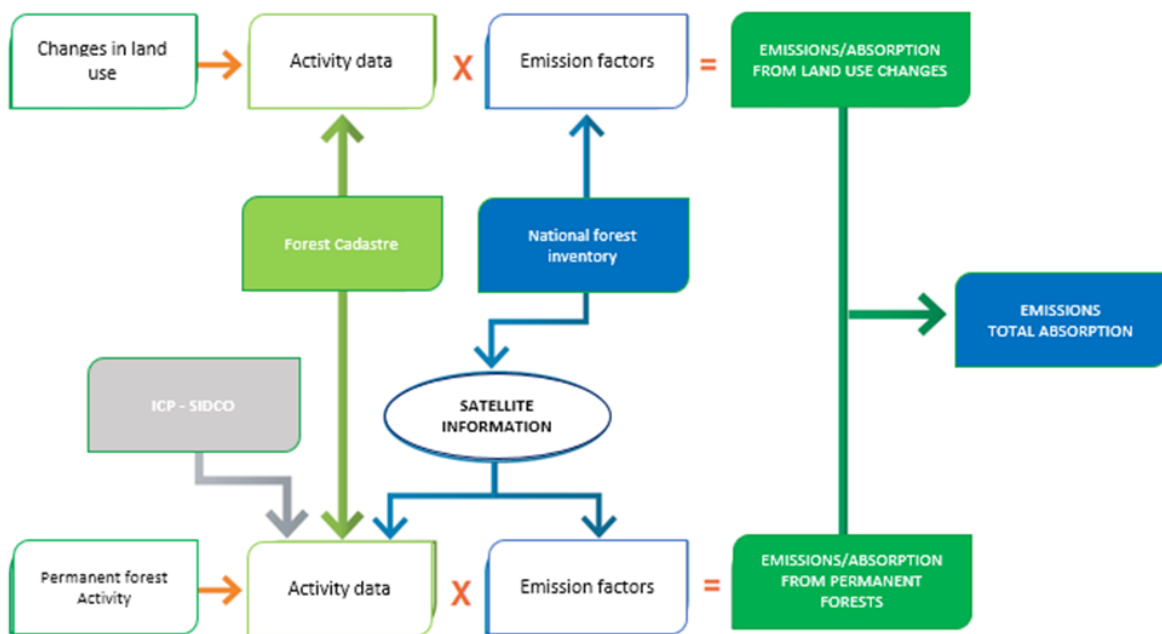 Changes in land
use
Activity data
X
Emission factors
=
EMISSIONS/ABSORPTION
FROM LAND USE CHANGES
Forest Cadastre
National forest
inventory
EMISSIONS
TOTAL ABSORPTION
ICP - SIDCO
SATELLITE
INFORMATION
Permanent forest
Activity
Activity data
X
Emission factors
=
EMISSIONS/ABSORPTION
FROM PERMANENT
FORESTS